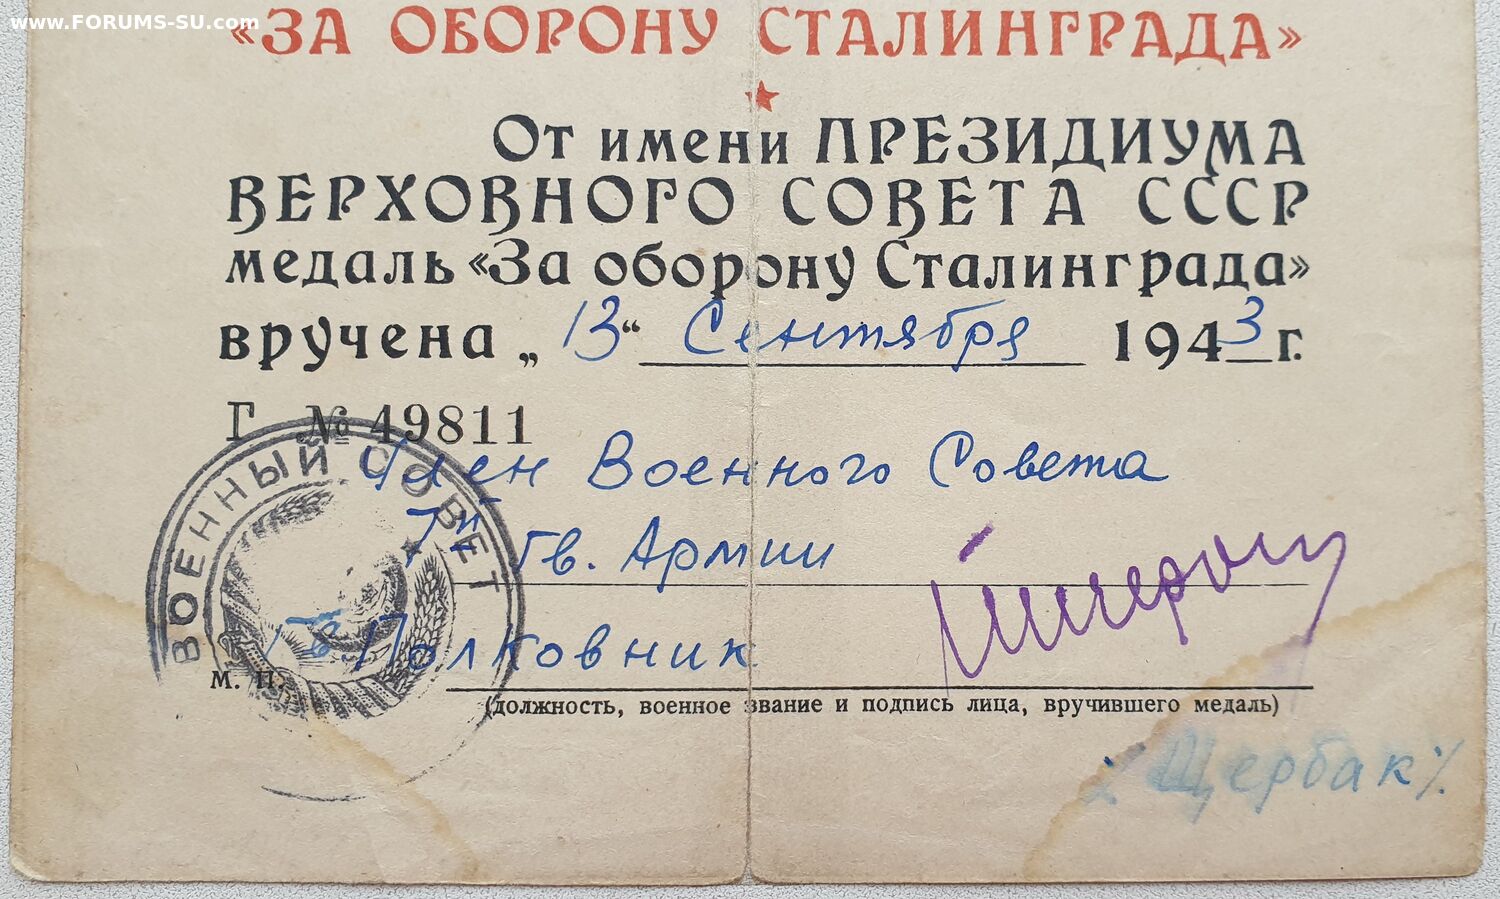 www.FORUMS-SU.com
«ЗА ОБОРОНУ СТАЛИНГРАДА»
От имени ПРЕЗИДИУМА
ВЕРХОВНОГО СОВЕТА СССР
медаль «За оборону Сталинграда»
вручена „13“ Сентября 1943 г.
Г № 49811
Член Военного Совета
7й Гв. Армии
Гв. Полковник
М. П.
ВОЕННЫЙ СОВЕТ
(должность, военное звание и подпись лица, вручившего медаль)
/Щербак/.